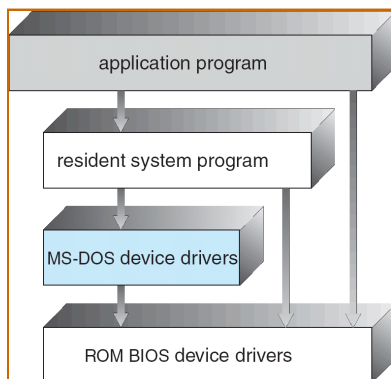 application program
resident system program
MS-DOS device drivers
ROM BIOS device drivers